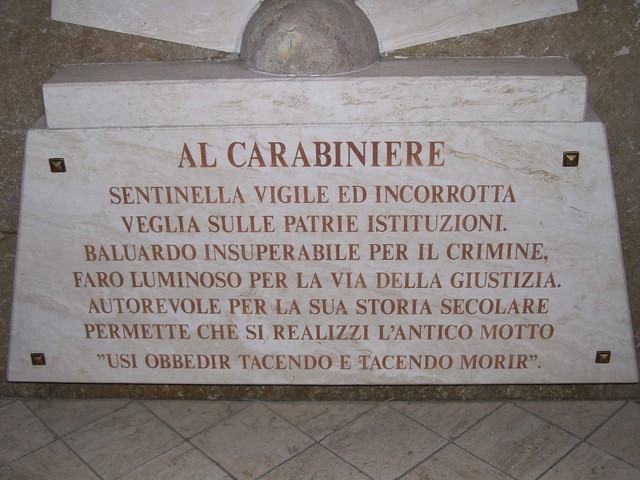 AL CARABINIERE
SENTINELLA VIGILE ED INCORROTTA
VEGLIA SULLE PATRIE ISTITUZIONI.
BALUARDO INSUPERABILE PER IL CRIMINE,
FARO LUMINOSO PER LA VIA DELLA GIUSTIZIA.
AUTOREVOLE PER LA SUA STORIA SECOLARE
PERMETTE CHE SI REALIZZI L'ANTICO MOTTO
"USI OBBEDIR TACENDO E TACENDO MORIR".